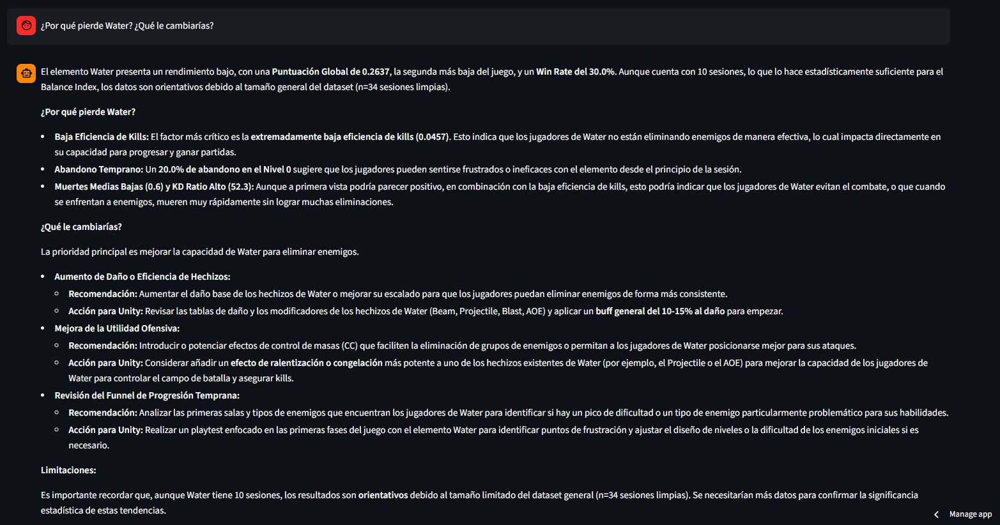 ¿Por qué pierde Water? ¿Qué le cambiarías?
El elemento Water presenta un rendimiento bajo, con una Puntuación Global de 0.2637, la segunda más baja del juego, y un Win Rate del 30.0%. Aunque cuenta con 10 sesiones, lo que lo hace estadísticamente suficiente para el
Balance Index, los datos son orientativos debido al tamaño general del dataset (n=34 sesiones limpias).
¿Por qué pierde Water?
• Baja Eficiencia de Kills: El factor más crítico es la extremadamente baja eficiencia de kills (0.0457). Esto indica que los jugadores de Water no están eliminando enemigos de manera efectiva, lo cual impacta directamente en
su capacidad para progresar y ganar partidas.
• Abandono Temprano: Un 20.0% de abandono en el Nivel 0 sugiere que los jugadores pueden sentirse frustrados o ineficaces con el elemento desde el principio de la sesión.
• Muertes Medias Bajas (0.6) y KD Ratio Alto (52.3): Aunque a primera vista podría parecer positivo, en combinación con la baja eficiencia de kills, esto podría indicar que los jugadores de Water evitan el combate, o que cuando
se enfrentan a enemigos, mueren muy rápidamente sin lograr muchas eliminaciones.
¿Qué le cambiarías?
La prioridad principal es mejorar la capacidad de Water para eliminar enemigos.
• Aumento de Daño o Eficiencia de Hechizos:
○ Recomendación: Aumentar el daño base de los hechizos de Water o mejorar su escalado para que los jugadores puedan eliminar enemigos de forma más consistente.
○ Acción para Unity: Revisar las tablas de daño y los modificadores de los hechizos de Water (Beam, Projectile, Blast, AOE) y aplicar un buff general del 10-15% al daño para empezar.
• Mejora de la Utilidad Ofensiva:
○ Recomendación: Introducir o potenciar efectos de control de masas (CC) que faciliten la eliminación de grupos de enemigos o permitan a los jugadores de Water posicionarse mejor para sus ataques.
○ Acción para Unity: Considerar añadir un efecto de ralentización o congelación más potente a uno de los hechizos existentes de Water (por ejemplo, el Projectile o el AOE) para mejorar la capacidad de los jugadores de
Water para controlar el campo de batalla y asegurar kills.
• Revisión del Funnel de Progresión Temprana:
○ Recomendación: Analizar las primeras salas y tipos de enemigos que encuentran los jugadores de Water para identificar si hay un pico de dificultad o un tipo de enemigo particularmente problemático para sus habilidades.
○ Acción para Unity: Realizar un playtest enfocado en las primeras fases del juego con el elemento Water para identificar puntos de frustración y ajustar el diseño de niveles o la dificultad de los enemigos iniciales si es
necesario.
Limitaciones:
Es importante recordar que, aunque Water tiene 10 sesiones, los resultados son orientativos debido al tamaño limitado del dataset general (n=34 sesiones limpias). Se necesitarían más datos para confirmar la significancia
estadística de estas tendencias.
Manage app